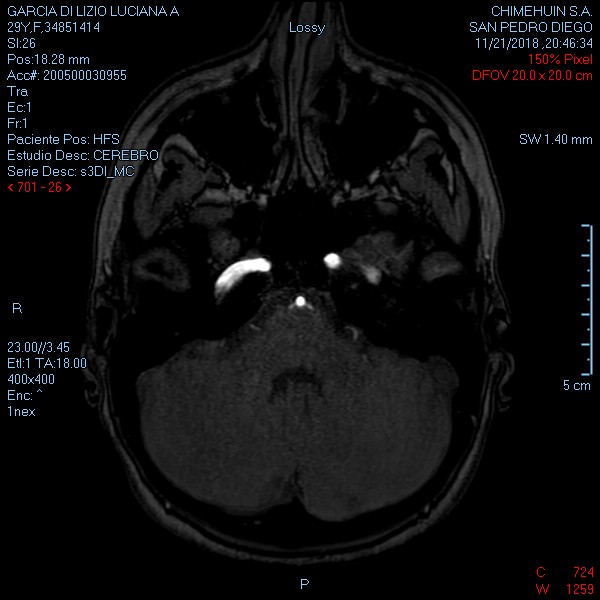 GARCIA DI LIZIO LUCIANA A
29Y,F,34851414
Sl:26
Pos:18.28 mm
Acc#: 200500030955
Tra
Ec:1
Fr:1
Paciente Pos: HFS
Estudio Desc: CEREBRO
Serie Desc: s3DI_MC
< 701 - 26 >
Lossy
CHIMEHUIN S.A.
SAN PEDRO DIEGO
11/21/2018 ,20:46:34
150% Pixel
DFOV 20.0 x 20.0 cm
SW 1.40 mm
R
23.00//3.45
Etl:1 TA:18.00
400x400
Enc: ^
1nex
5 cm
P
C 724
W 1259